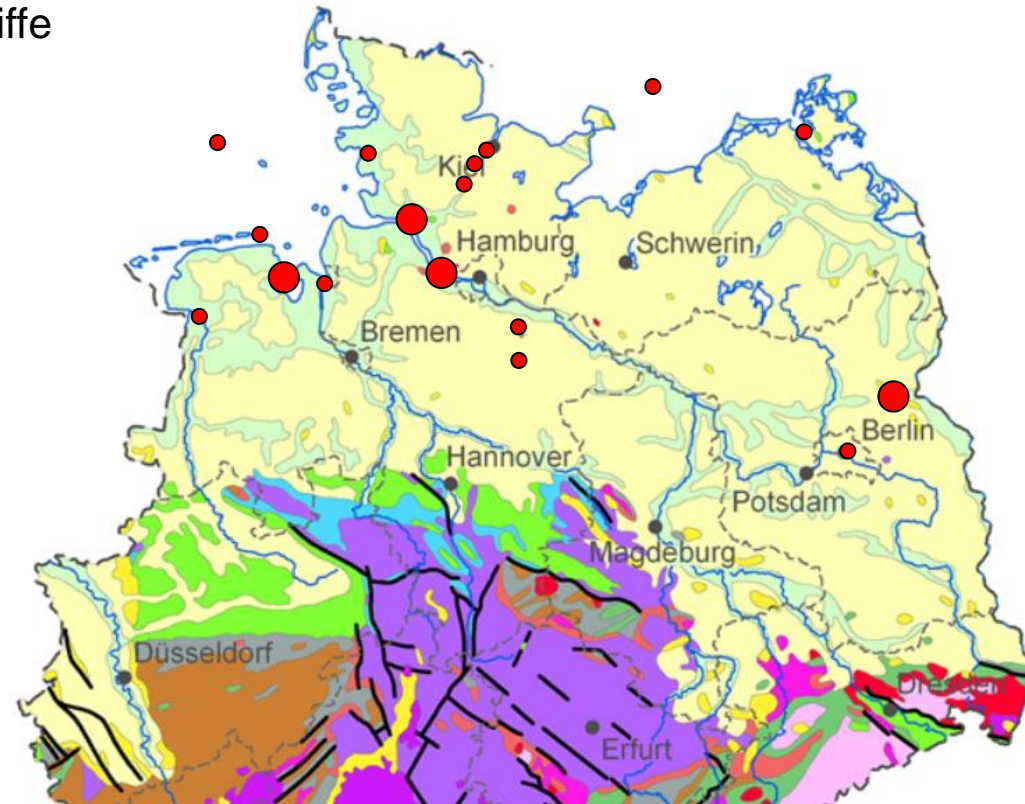 iffe
Kiel
Hamburg
Schwerin
Bremen
Berlin
Hannover
Potsdam
Magdeburg
Düsseldorf
Dresden
Erfurt